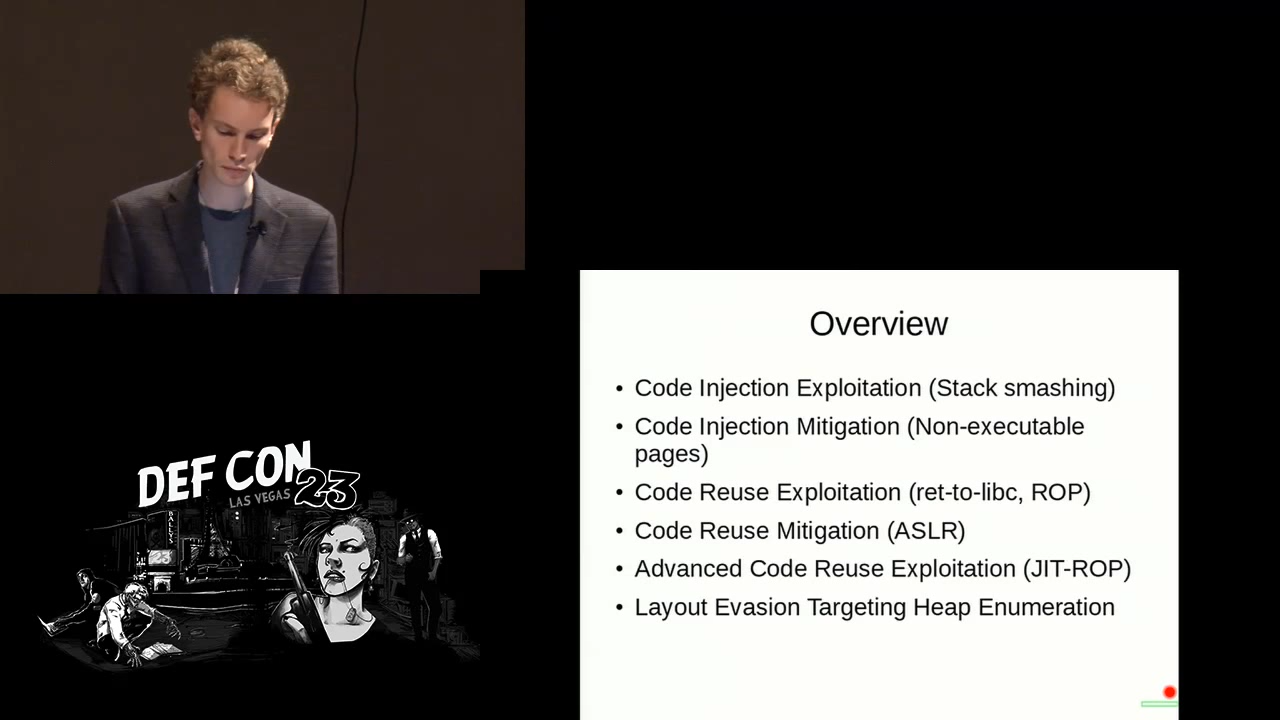 Overview
• Code Injection Exploitation (Stack smashing)
• Code Injection Mitigation (Non-executable
pages)
• Code Reuse Exploitation (ret-to-libc, ROP)
• Code Reuse Mitigation (ASLR)
• Advanced Code Reuse Exploitation (JIT-ROP)
• Layout Evasion Targeting Heap Enumeration
DEF CON
LAS VEGAS 23
BALLYS